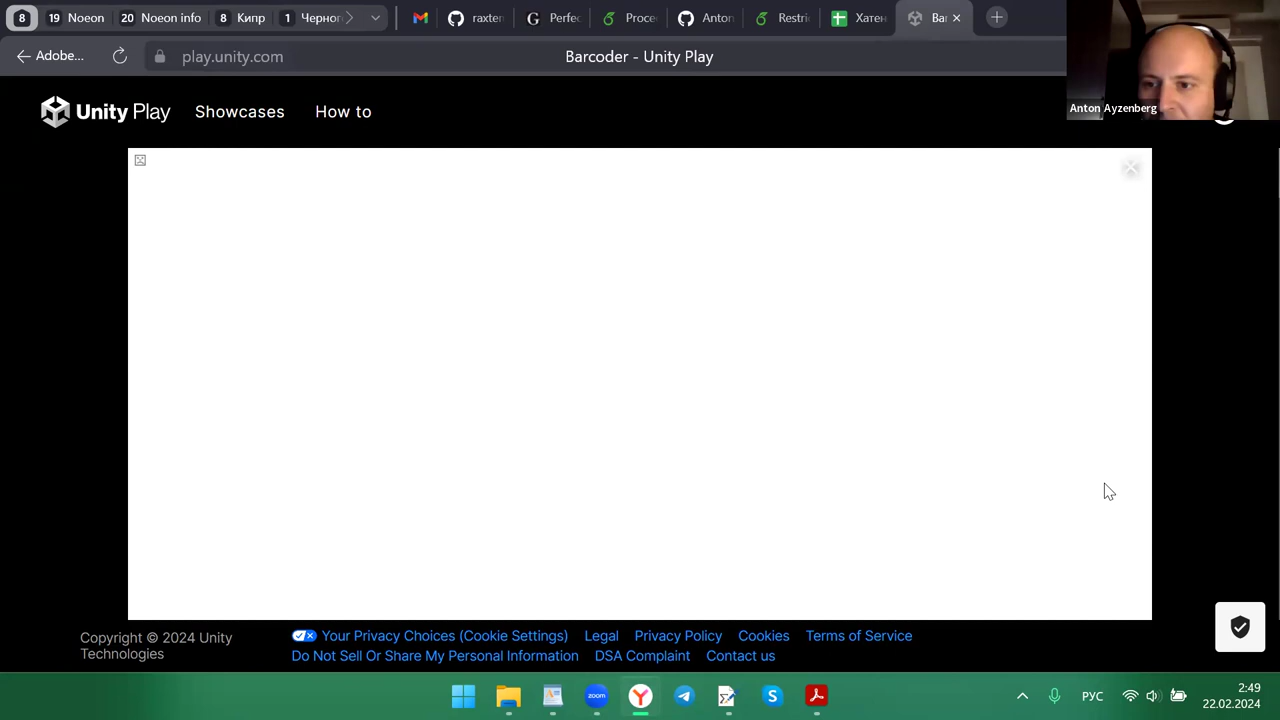 8
19 Noeon
20 Noeon info
8 Кипр
1 Черног
raxten
Perfec
Proce
Anton
Restric
Хатен
Bar
Adobe...
play.unity.com
Barcoder - Unity Play
Anton Ayzenberg
Unity Play
Showcases
How to
Copyright © 2024 Unity
Technologies
Your Privacy Choices (Cookie Settings)
Legal
Privacy Policy
Cookies
Terms of Service
Do Not Sell Or Share My Personal Information
DSA Complaint
Contact us
zoom
РУС
2:49
22.02.2024